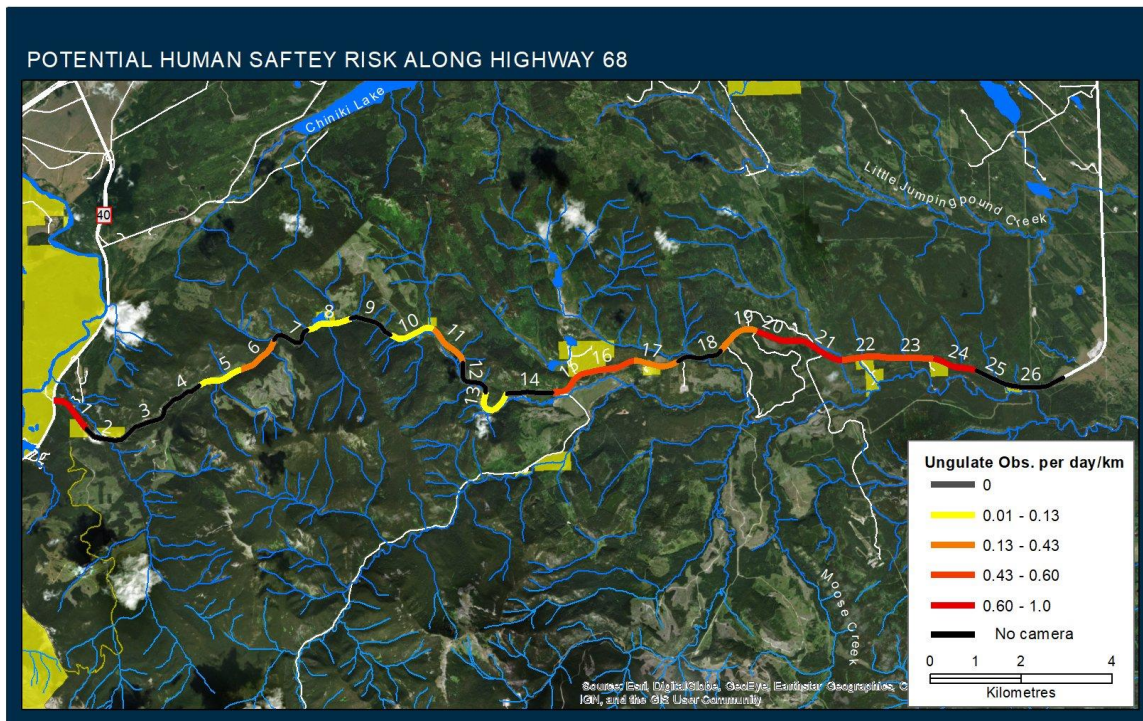 POTENTIAL HUMAN SAFTEY RISK ALONG HIGHWAY 68
Chiniki Lake
Little Jumpingpound Creek
40
1
2
3
4
5
6
7
8
9
10
11
12
13
14
15
16
17
18
19
20
21
22
23
24
25
26
Moose Creek
Ungulate Obs. per day/km
0
0.01 - 0.13
0.13 - 0.43
0.43 - 0.60
0.60 - 1.0
No camera
0 1 2 4
Kilometres
Source: Esri, DigitalGlobe, GeoEye, Earthstar Geographics, C
IGN, and the GIS User Community